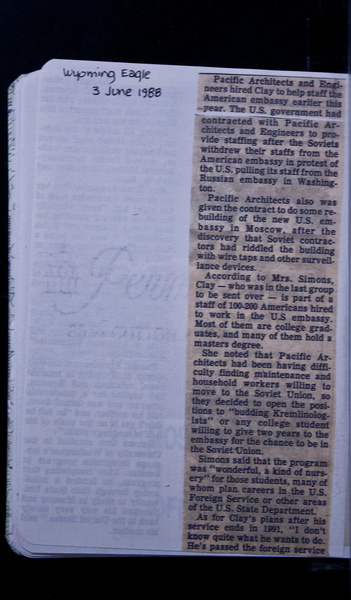 Wyoming Eagle
3 June 1988
Pacific Architects and Engi-
neers hired Clay to help staff the
American embassy earlier this
year. The U.S. government had
contracted with Pacific Ar-
chitects and Engineers to pro-
vide staffing after the Soviets
withdrew their staffs from the
American embassy in protest of
the U.S. pulling its staff from the
Russian embassy in Washing-
ton.
Pacific Architects also was
given the contract to do some re-
building of the new U.S. em-
bassy in Moscow, after the
discovery that Soviet contrac-
tors had riddled the building
with wire taps and other surveil-
lance devices.
According to Mrs. Simons,
Clay — who was in the last group
to be sent over — is part of a
staff of 100-200 Americans hired
to work in the U.S. embassy.
Most of them are college grad-
uates, and many of them hold a
masters degree.
She noted that Pacific Ar-
chitects had been having diffi-
culty finding maintenance and
household workers willing to
move to the Soviet Union, so
they decided to open the posi-
tions to "budding Kremlinolog-
ists" or any college student
willing to give two years to the
embassy for the chance to be in
the Soviet Union.
Simons said that the program
was "wonderful, a kind of nurs-
ery" for those students, many of
whom plan careers in the U.S.
Foreign Service or other areas
of the U.S. State Department.
As for Clay's plans after his
service ends in 1991, "I don't
know quite what he wants to do.
He's passed the foreign service